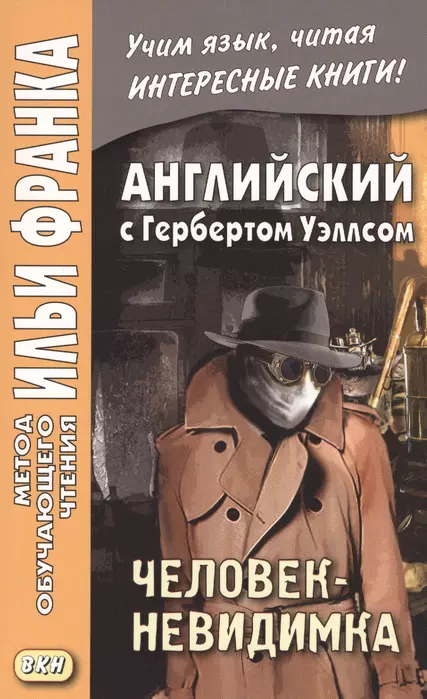 Учим язык, читая
ИНТЕРЕСНЫЕ КНИГИ!
АНГЛИЙСКИЙ
с Гербертом Уэллсом
МЕТОД
ОБУЧАЮЩЕГО
ЧТЕНИЯ
ИЛЬИ ФРАНКА
ЧЕЛОВЕК-
НЕВИДИМКА
ВКН